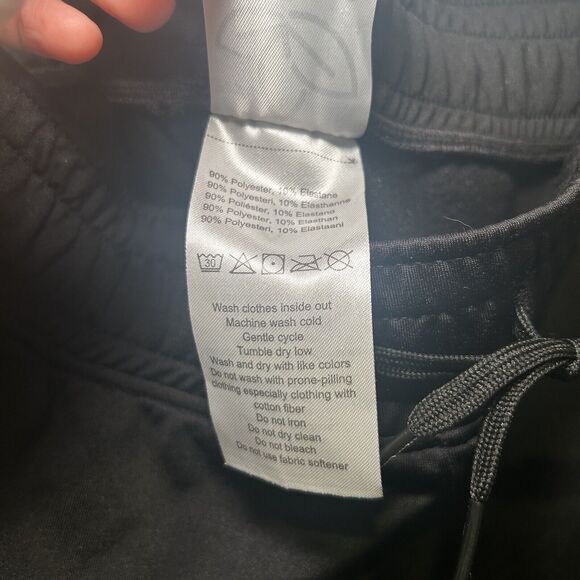 90% Polyester, 10% Elastane
90% Polyesteri, 10% Elasthanne
90% Poliéster, 10% Elastano
90% Polyester, 10% Elasthan
90% Polyesteri, 10% Elastaani
30
Wash clothes inside out
Machine wash cold
Gentle cycle
Tumble dry low
Wash and dry with like colors
Do not wash with prone-pilling
clothing especially clothing with
cotton fiber
Do not iron
Do not dry clean
Do not bleach
Do not use fabric softener